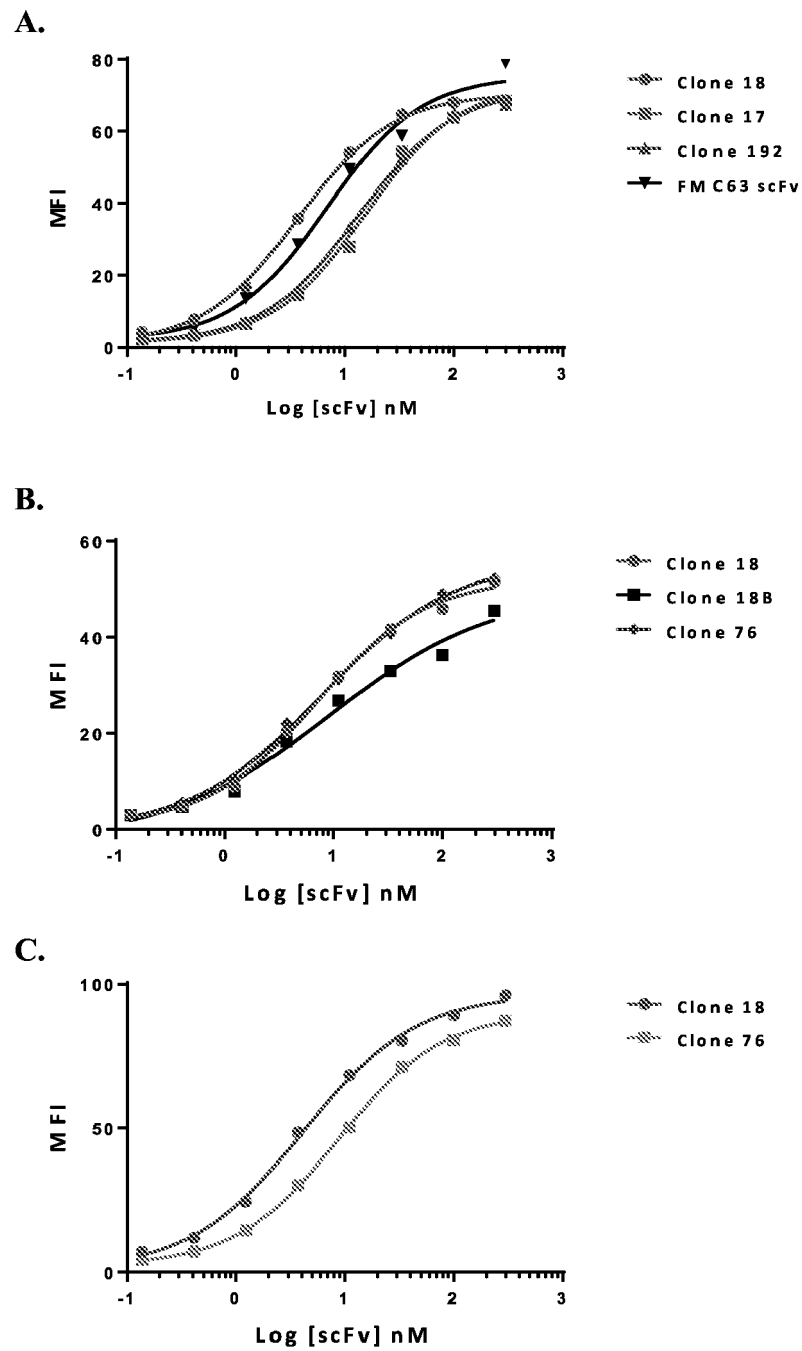 A.
80
60
40
20
0
MFI
-1 0 1 2 3
Log [scFv] nM
Clone 18
Clone 17
Clone 192
FMC63 scFv
B.
60
40
20
0
MFI
-1 0 1 2 3
Log [scFv] nM
Clone 18
Clone 18B
Clone 76
C.
100
50
0
MFI
-1 0 1 2 3
Log [scFv] nM
Clone 18
Clone 76